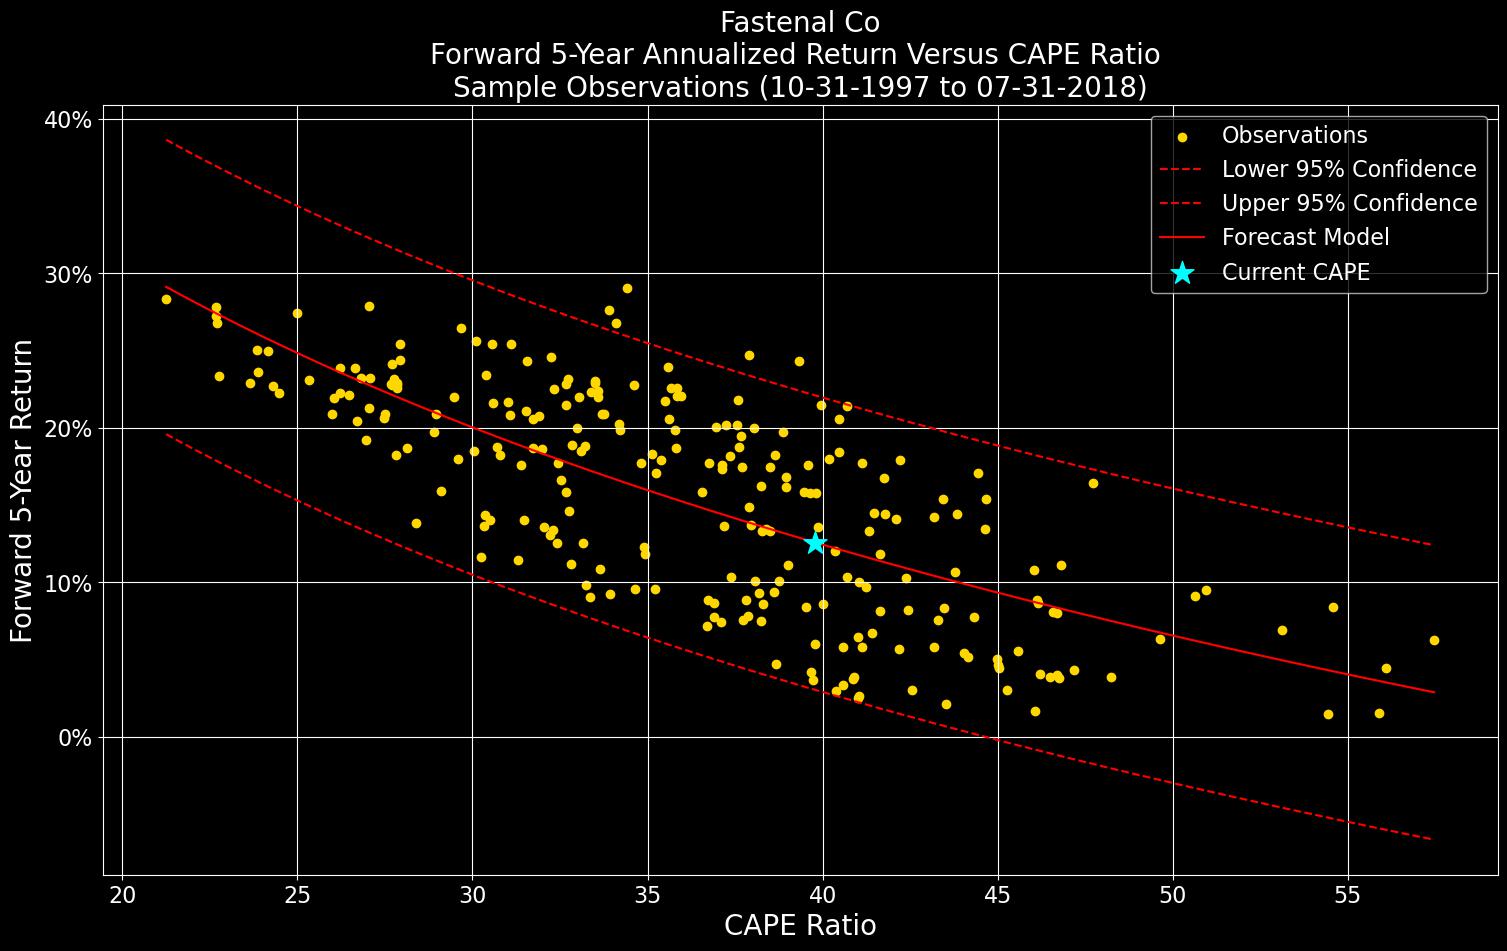 Fastenal Co
Forward 5-Year Annualized Return Versus CAPE Ratio
Sample Observations (10-31-1997 to 07-31-2018)
Observations
Lower 95% Confidence
Upper 95% Confidence
Forecast Model
Current CAPE
Forward 5-Year Return
40%
30%
20%
10%
0%
20 25 30 35 40 45 50 55
CAPE Ratio